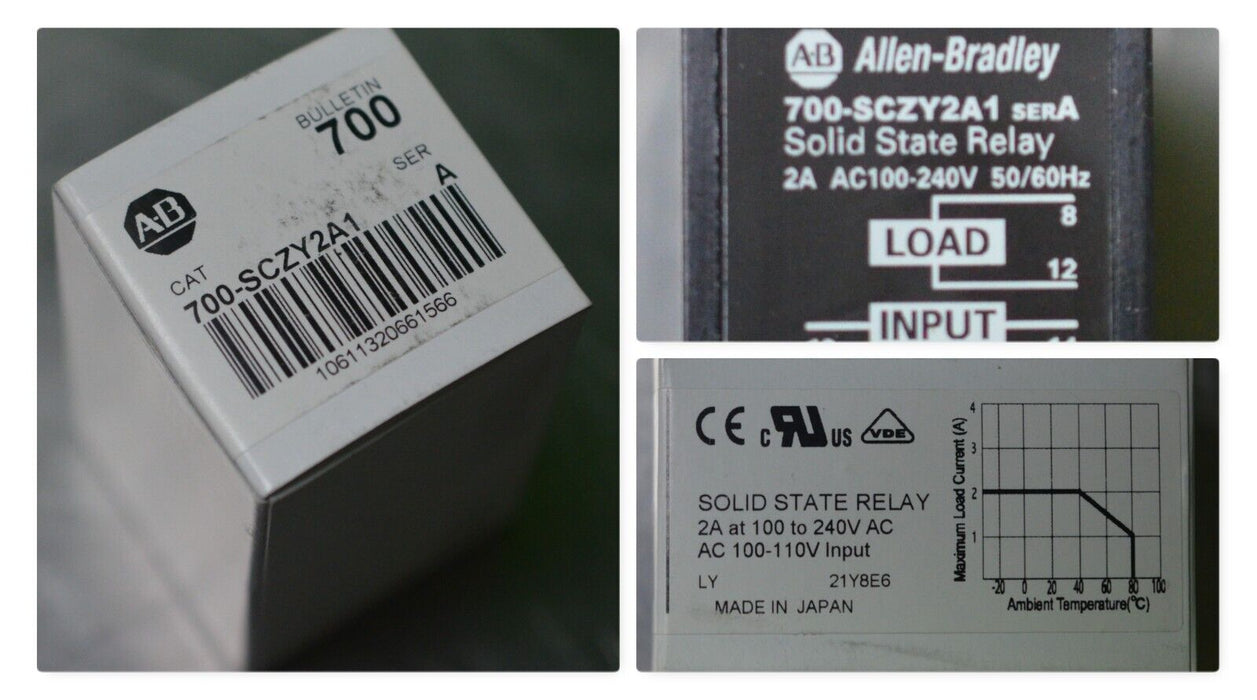 BULLETIN
700
SER
A
A-B
CAT
700-SCZY2A1
10611320661566
A-B Allen-Bradley
700-SCZY2A1 SER A
Solid State Relay
2A AC100-240V 50/60Hz
8
LOAD
12
INPUT
CE C RU US VDE
SOLID STATE RELAY
2A at 100 to 240V AC
AC 100-110V Input
LY 21Y8E6
MADE IN JAPAN
Maximum Load Current (A)
4
3
2
1
-20 0 20 40 60 80 100
Ambient Temperature(°C)